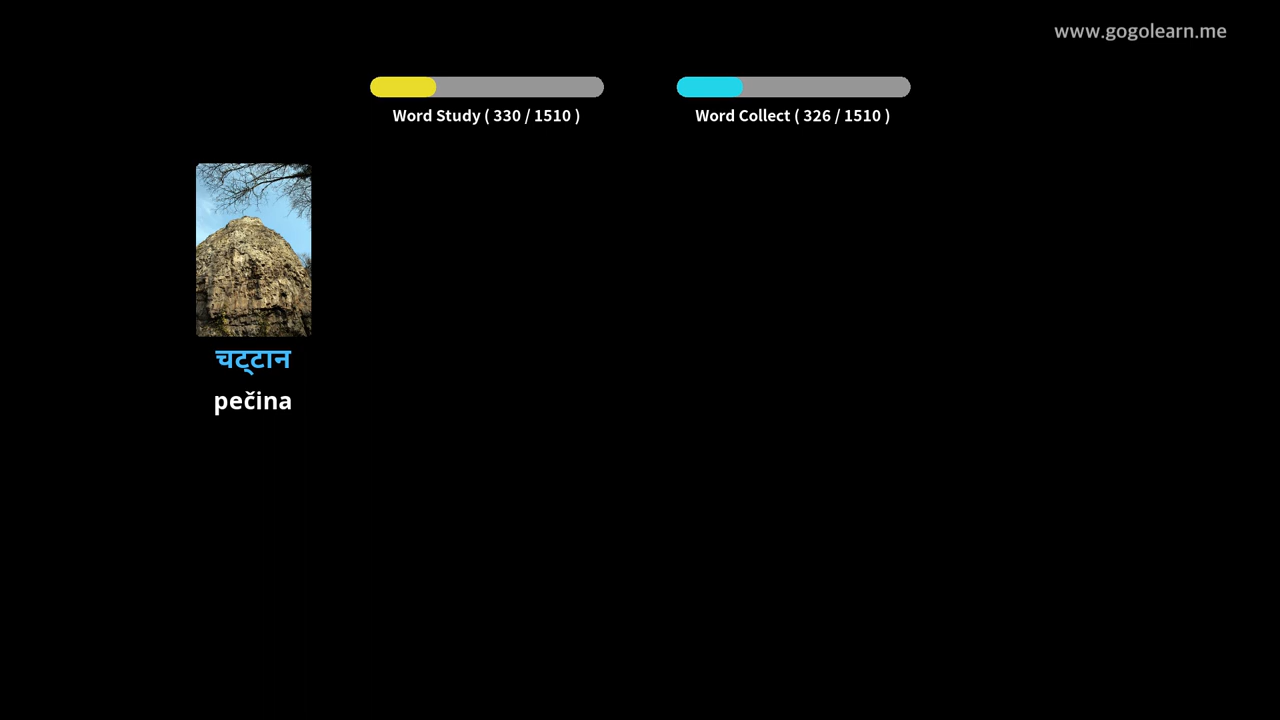 www.gogolearn.me
Word Study ( 330 / 1510 )
Word Collect ( 326 / 1510 )
चट्टान
pečina